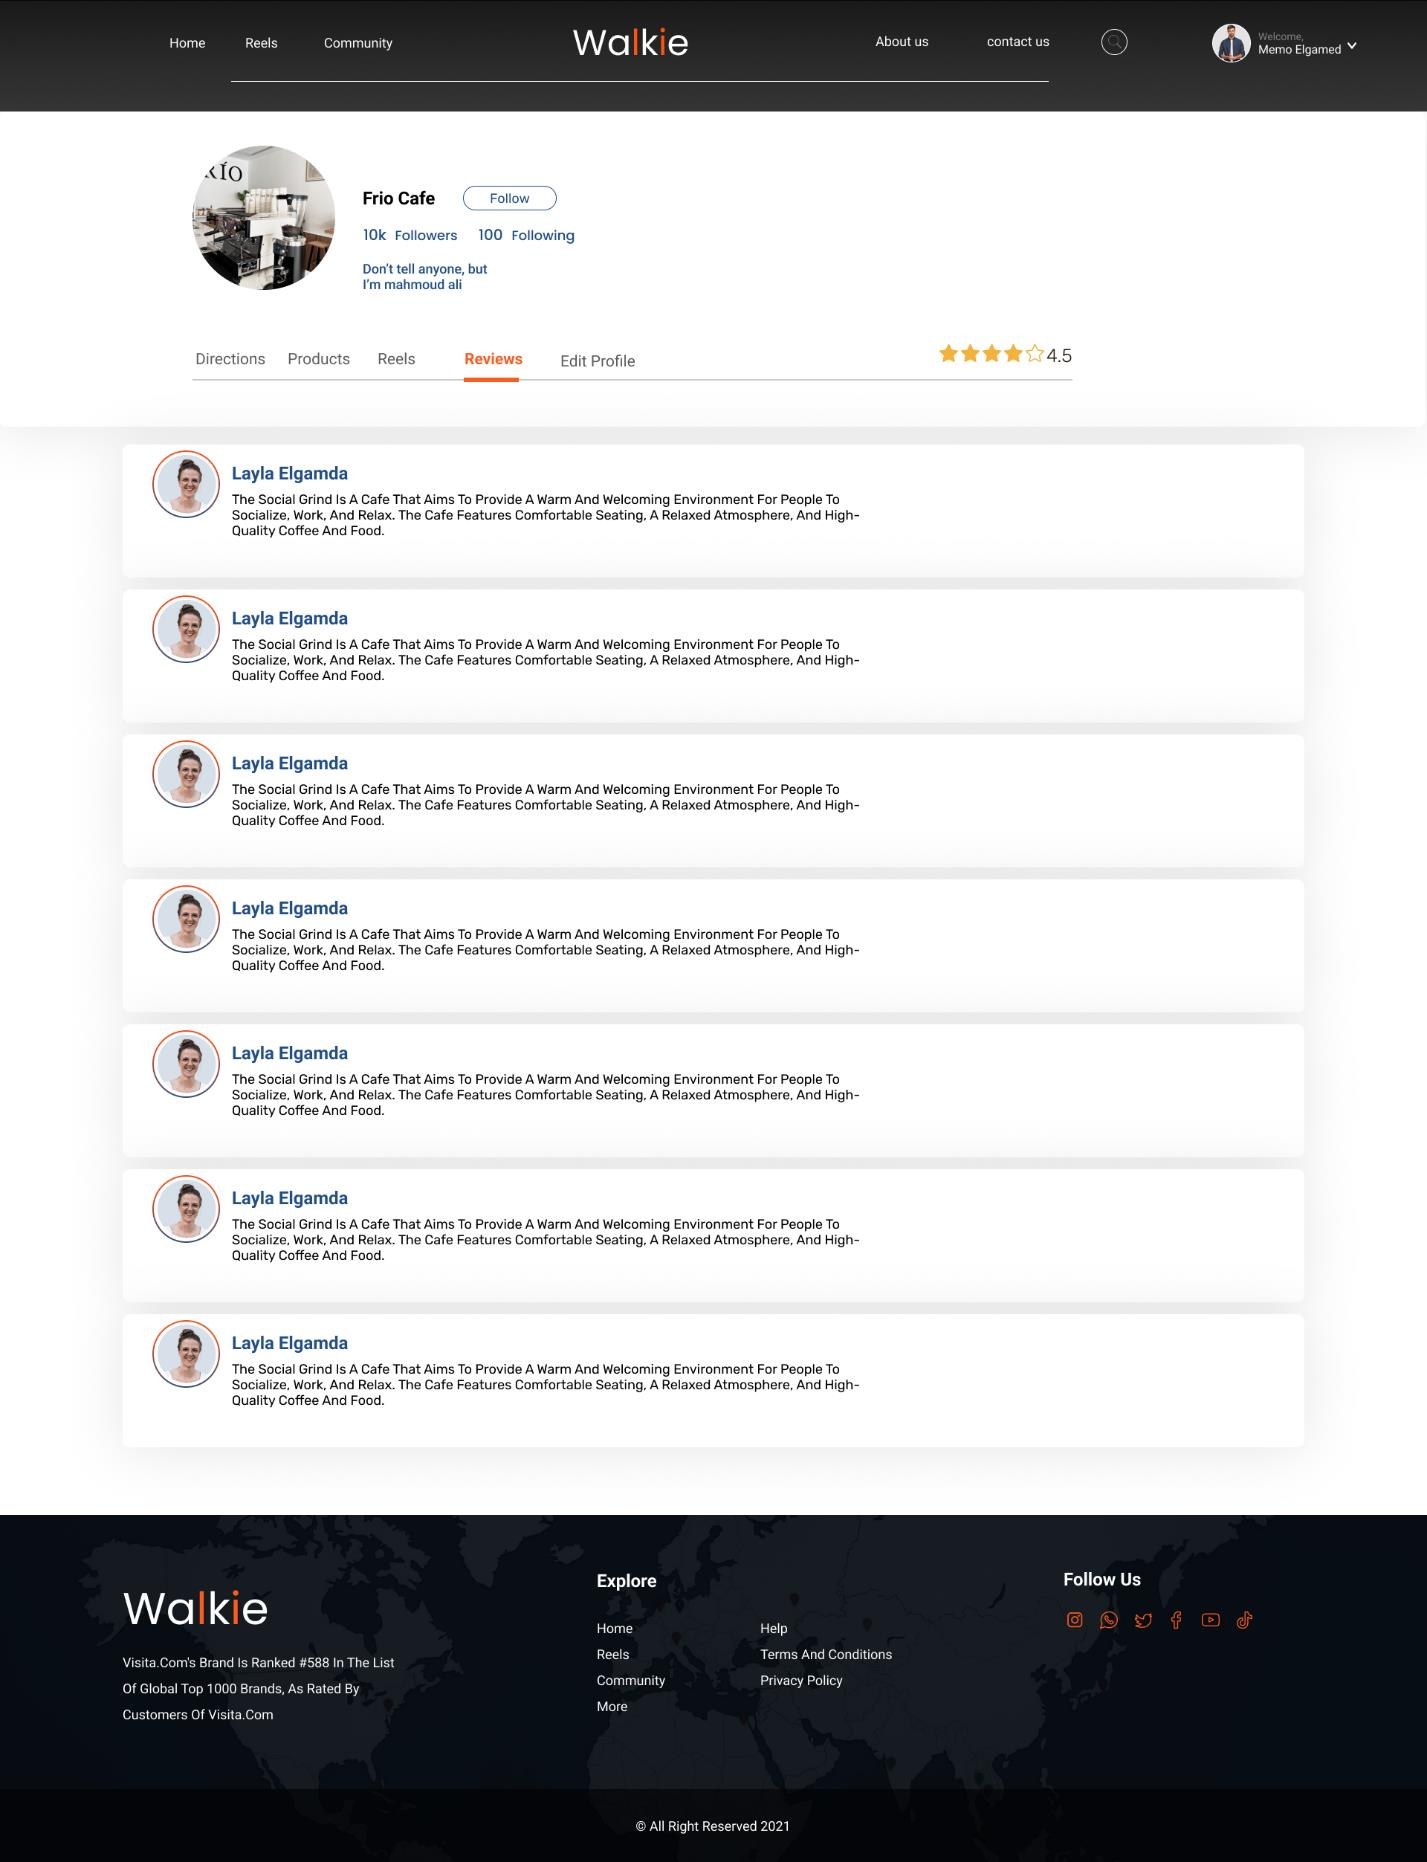 Home Reels Community Walkie About us contact us Welcome,
Memo Elgamed
RÍO
Frio Cafe Follow
10k Followers 100 Following
Don't tell anyone, but
I'm mahmoud ali
Directions Products Reels Reviews Edit Profile 4.5
Layla Elgamda
The Social Grind Is A Cafe That Aims To Provide A Warm And Welcoming Environment For People To
Socialize, Work, And Relax. The Cafe Features Comfortable Seating, A Relaxed Atmosphere, And High-
Quality Coffee And Food.
Layla Elgamda
The Social Grind Is A Cafe That Aims To Provide A Warm And Welcoming Environment For People To
Socialize, Work, And Relax. The Cafe Features Comfortable Seating, A Relaxed Atmosphere, And High-
Quality Coffee And Food.
Layla Elgamda
The Social Grind Is A Cafe That Aims To Provide A Warm And Welcoming Environment For People To
Socialize, Work, And Relax. The Cafe Features Comfortable Seating, A Relaxed Atmosphere, And High-
Quality Coffee And Food.
Layla Elgamda
The Social Grind Is A Cafe That Aims To Provide A Warm And Welcoming Environment For People To
Socialize, Work, And Relax. The Cafe Features Comfortable Seating, A Relaxed Atmosphere, And High-
Quality Coffee And Food.
Layla Elgamda
The Social Grind Is A Cafe That Aims To Provide A Warm And Welcoming Environment For People To
Socialize, Work, And Relax. The Cafe Features Comfortable Seating, A Relaxed Atmosphere, And High-
Quality Coffee And Food.
Layla Elgamda
The Social Grind Is A Cafe That Aims To Provide A Warm And Welcoming Environment For People To
Socialize, Work, And Relax. The Cafe Features Comfortable Seating, A Relaxed Atmosphere, And High-
Quality Coffee And Food.
Layla Elgamda
The Social Grind Is A Cafe That Aims To Provide A Warm And Welcoming Environment For People To
Socialize, Work, And Relax. The Cafe Features Comfortable Seating, A Relaxed Atmosphere, And High-
Quality Coffee And Food.
Walkie
Visita.Com's Brand Is Ranked #588 In The List
Of Global Top 1000 Brands, As Rated By
Customers Of Visita.Com
Explore
Home Help
Reels Terms And Conditions
Community Privacy Policy
More
Follow Us
© All Right Reserved 2021